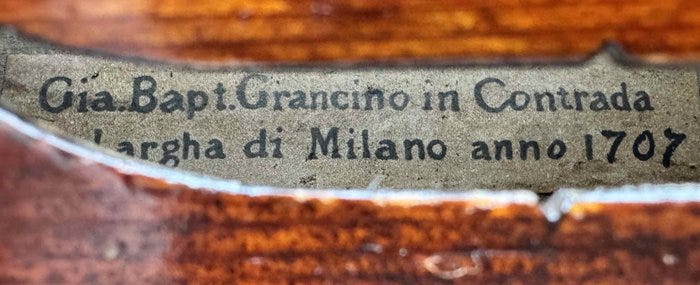 Gia.Bapt.Grancino in Contrada
Largha di Milano anno 1707